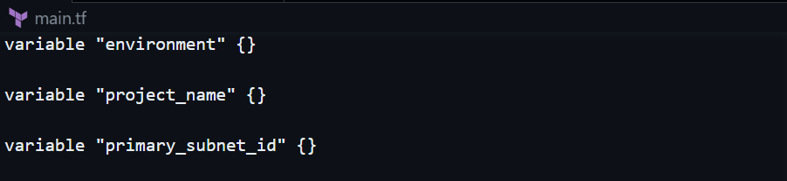 main.tf
variable "environment" {}
variable "project_name" {}
variable "primary_subnet_id" {}